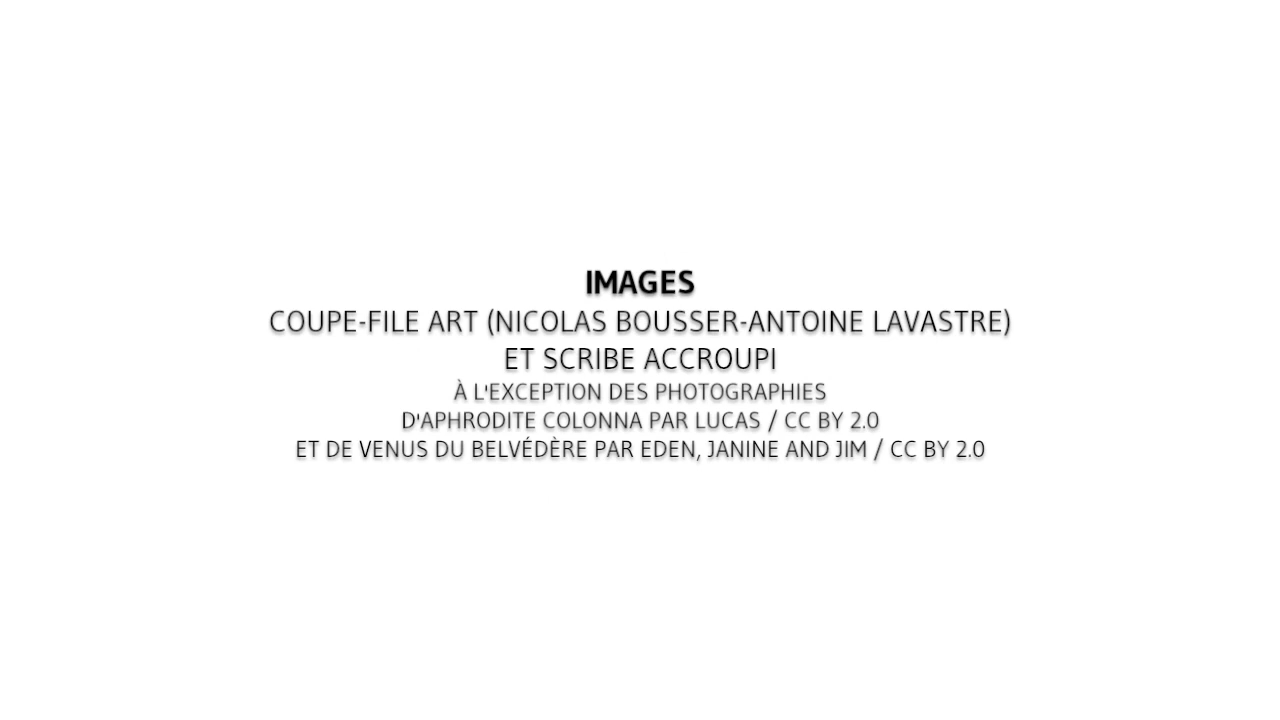 IMAGES
COUPE-FILE ART (NICOLAS BOUSSER-ANTOINE LAVASTRE)
ET SCRIBE ACCROUPI
À L'EXCEPTION DES PHOTOGRAPHIES
D'APHRODITE COLONNA PAR LUCAS / CC BY 2.0
ET DE VENUS DU BELVÉDÈRE PAR EDEN, JANINE AND JIM / CC BY 2.0